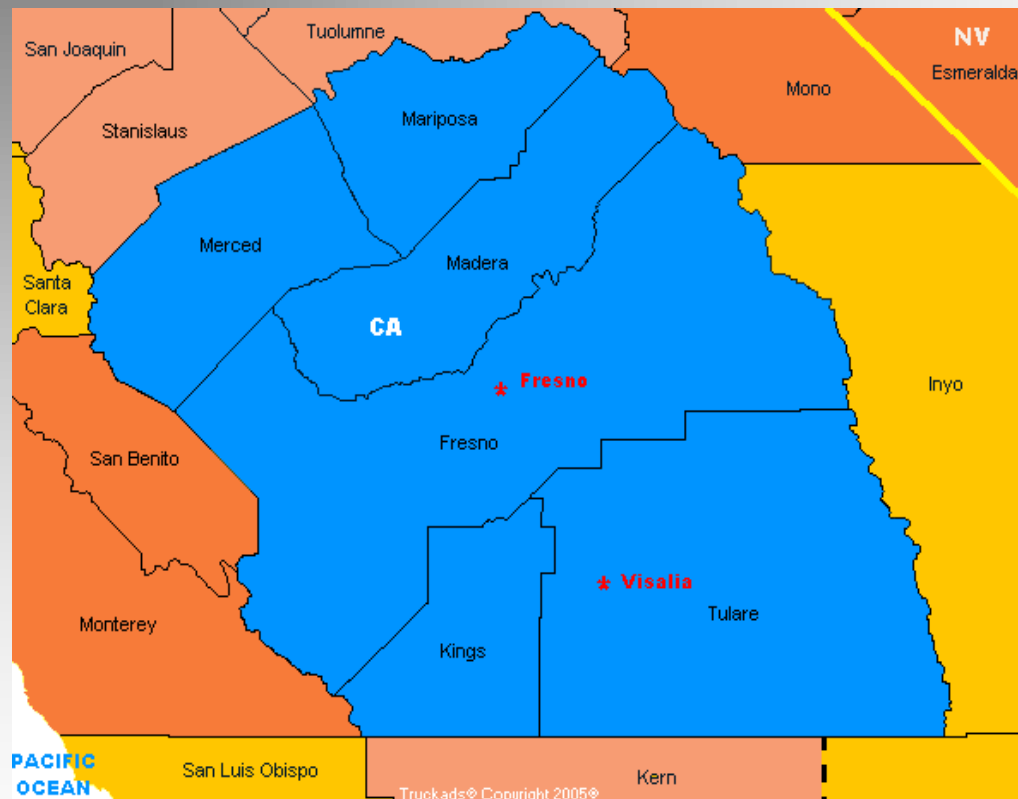 Tuolumne
San Joaquin
NV
Esmeralda
Mono
Mariposa
Stanislaus
Merced
Madera
Santa
Clara
CA
* Fresno
Inyo
Fresno
San Benito
* Visalia
Tulare
Monterey
Kings
PACIFIC
OCEAN
San Luis Obispo
Kern
Truckads® Copyright 2005®